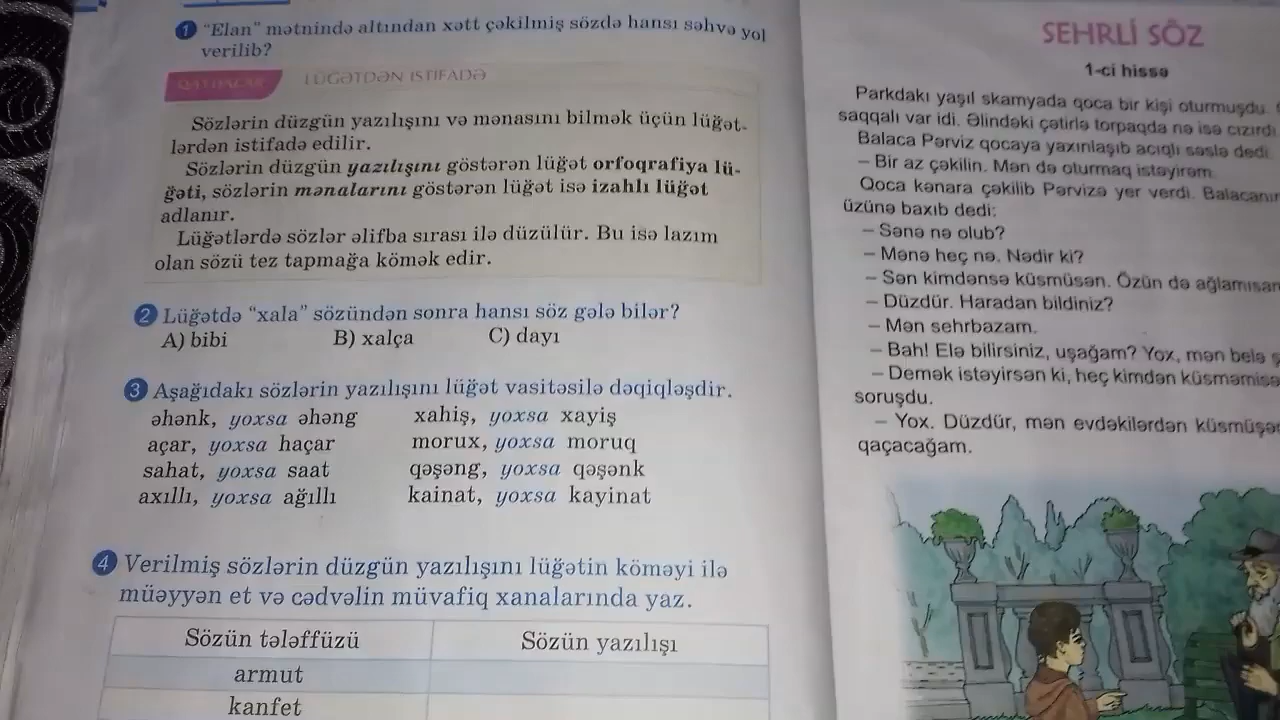 1 “Elan” mətnində altından xətt çəkilmiş sözdə hansı səhvə yol
verilib?
QAYDALAR LÜĞƏTDƏN İSTİFADƏ
Sözlərin düzgün yazılışını və mənasını bilmək üçün lüğət-
lərdən istifadə edilir.
Sözlərin düzgün yazılışını göstərən lüğət orfoqrafiya lü-
ğəti, sözlərin mənalarını göstərən lüğət isə izahlı lüğət
adlanır.
Lüğətlərdə sözlər əlifba sırası ilə düzülür. Bu isə lazım
olan sözü tez tapmağa kömək edir.
2 Lüğətdə “xala” sözündən sonra hansı söz gələ bilər?
A) bibi B) xalça C) dayı
3 Aşağıdakı sözlərin yazılışını lüğət vasitəsilə dəqiqləşdir.
əhənk, yoxsa əhəng xahiş, yoxsa xayiş
açar, yoxsa haçar morux, yoxsa moruq
sahat, yoxsa saat qəşəng, yoxsa qəşənk
axıllı, yoxsa ağıllı kainat, yoxsa kayinat
4 Verilmiş sözlərin düzgün yazılışını lüğətin köməyi ilə
müəyyən et və cədvəlin müvafiq xanalarında yaz.
Sözün tələffüzü Sözün yazılışı
armut
kanfet
SEHRLİ SÖZ
1-ci hissə
Parkdakı yaşıl skamyada qoca bir kişi oturmuşdu.
saqqalı var idi. Əlindəki çətirlə torpaqda nə isə cızırdı
Balaca Pərviz qocaya yaxınlaşıb acıqlı səslə dedi:
– Bir az çəkilin. Mən də oturmaq istəyirəm.
Qoca kənara çəkilib Pərvizə yer verdi. Balacanın
üzünə baxıb dedi:
– Sənə nə olub?
– Mənə heç nə. Nədir ki?
– Sən kimdənsə küsmüsən. Özün də ağlamısan
– Düzdür. Haradan bildiniz?
– Mən sehrbazam.
– Bah! Elə bilirsiniz, uşağam? Yox, mən belə
– Demək istəyirsən ki, heç kimdən küsməmisə
soruşdu.
– Yox. Düzdür, mən evdəkilərdən küsmüşə
qaçacağam.